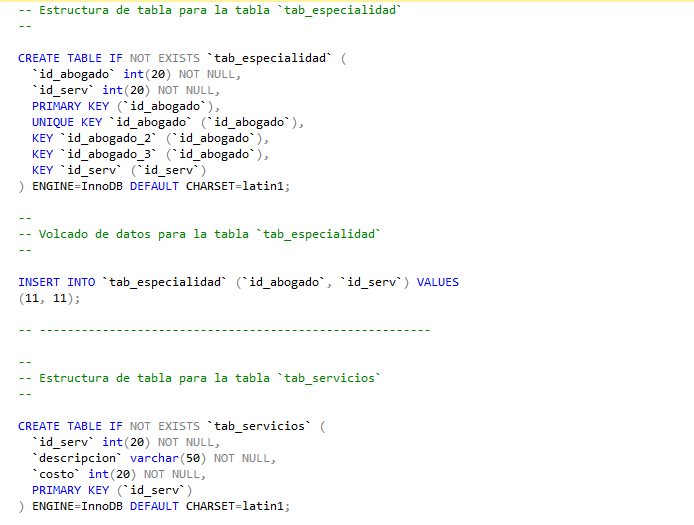 -- Estructura de tabla para la tabla `tab_especialidad`
--
CREATE TABLE IF NOT EXISTS `tab_especialidad` (
  `id_abogado` int(20) NOT NULL,
  `id_serv` int(20) NOT NULL,
  PRIMARY KEY (`id_abogado`),
  UNIQUE KEY `id_abogado` (`id_abogado`),
  KEY `id_abogado_2` (`id_abogado`),
  KEY `id_abogado_3` (`id_abogado`),
  KEY `id_serv` (`id_serv`)
) ENGINE=InnoDB DEFAULT CHARSET=latin1;
--
-- Volcado de datos para la tabla `tab_especialidad`
--
INSERT INTO `tab_especialidad` (`id_abogado`, `id_serv`) VALUES
(11, 11);
-- --------------------------------------------------------
--
-- Estructura de tabla para la tabla `tab_servicios`
--
CREATE TABLE IF NOT EXISTS `tab_servicios` (
  `id_serv` int(20) NOT NULL,
  `descripcion` varchar(50) NOT NULL,
  `costo` int(20) NOT NULL,
  PRIMARY KEY (`id_serv`)
) ENGINE=InnoDB DEFAULT CHARSET=latin1;